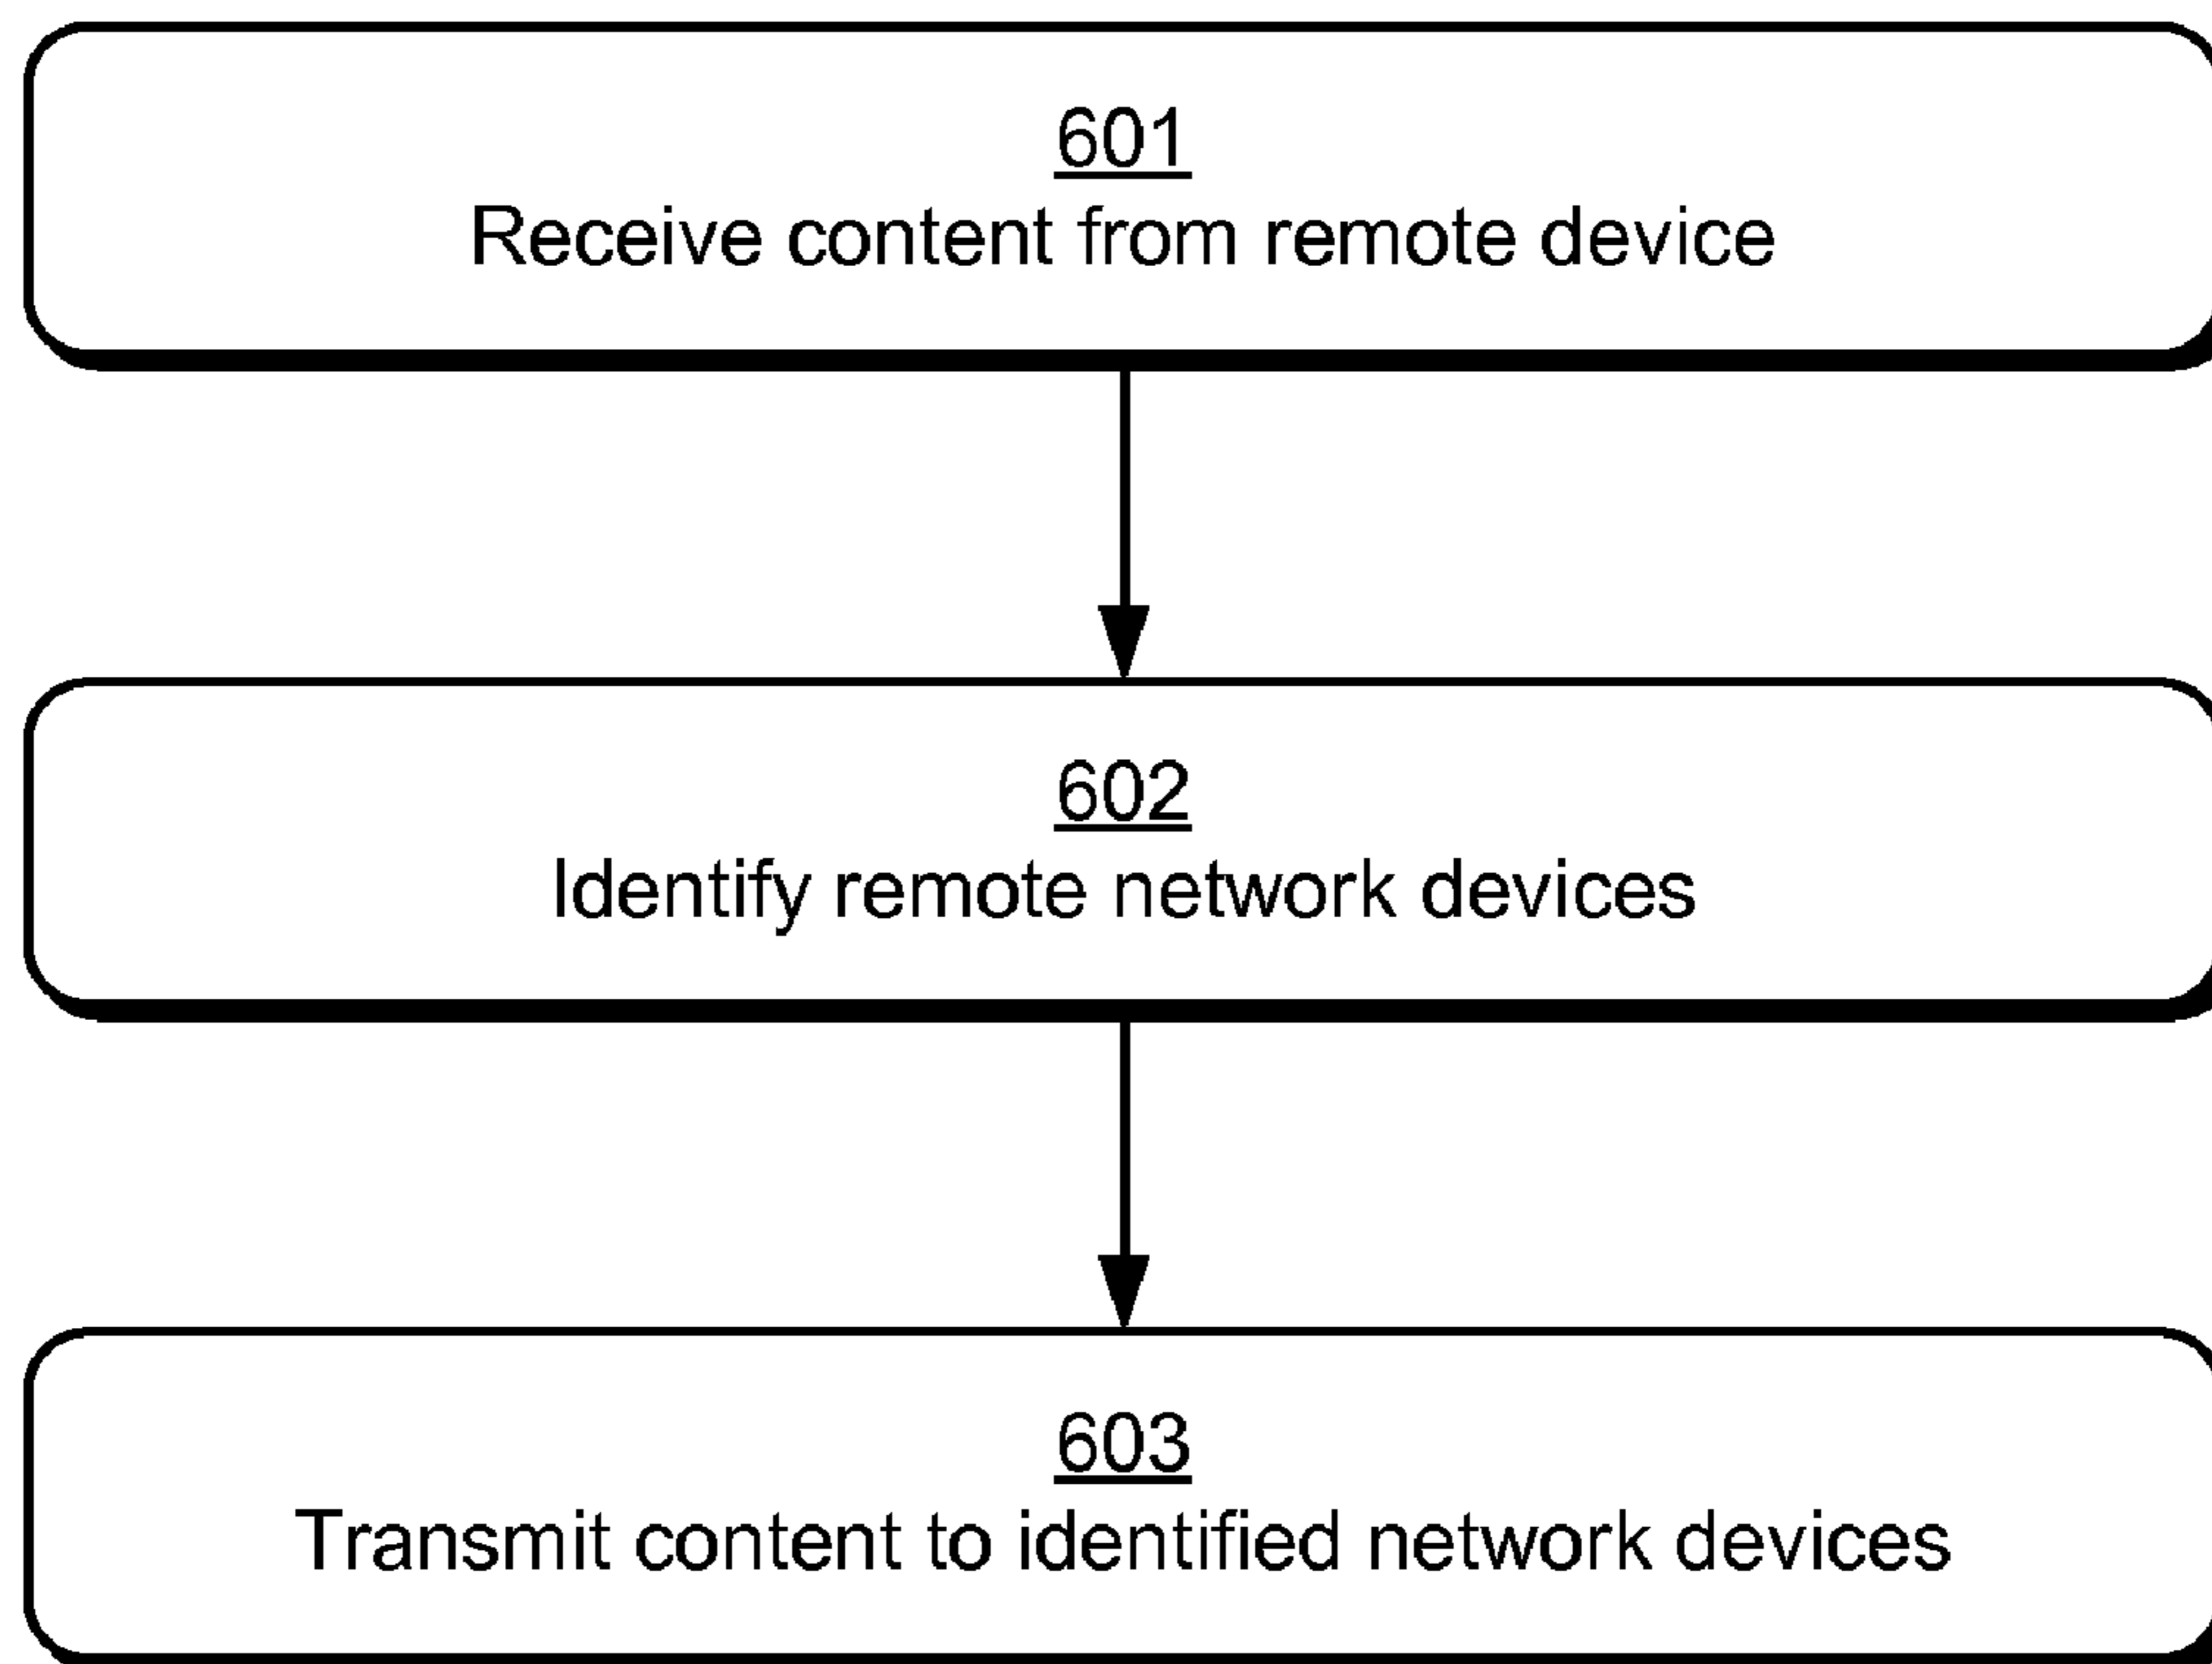 601
Receive content from remote device
602
Identify remote network devices
603
Transmit content to identified network devices